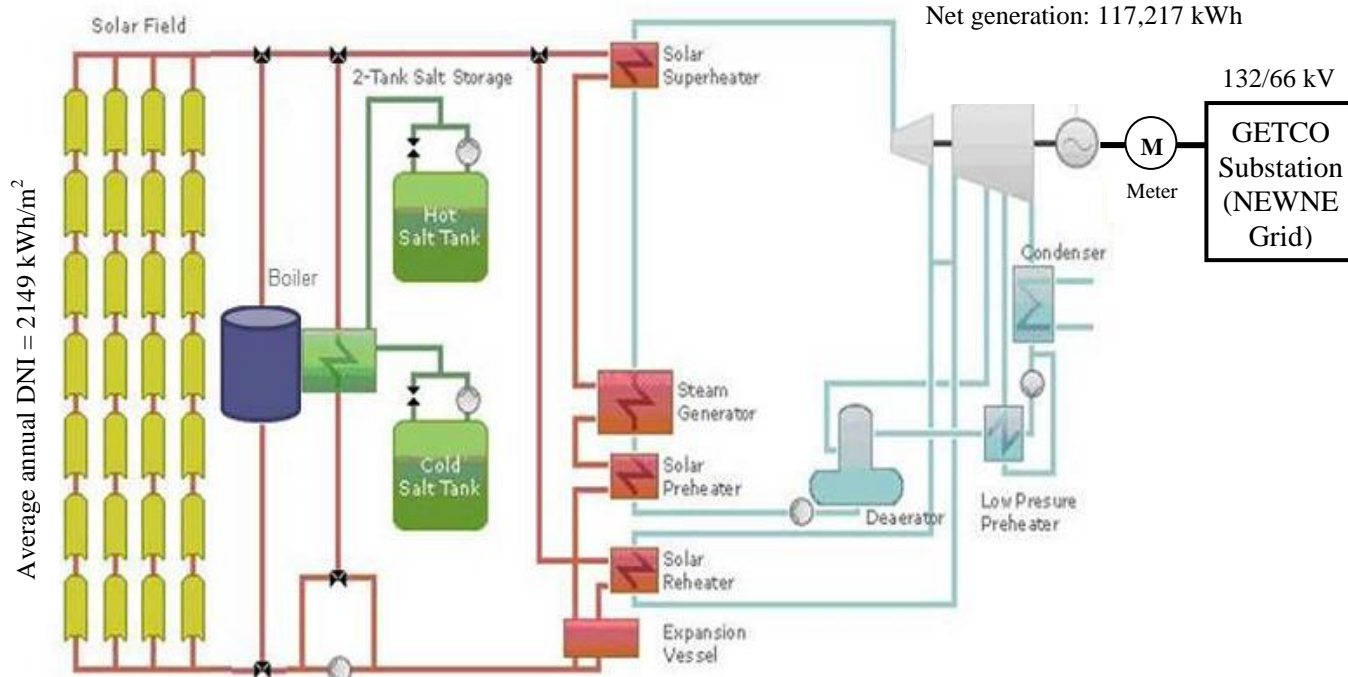 Net generation: 117,217 kWh
Solar Field
2-Tank Salt Storage
Solar
Superheater
132/66 kV
GETCO
Substation
(NEWNE
Grid)
M
Meter
Average annual DNI = 2149 kWh/m²
Hot
Salt Tank
Boiler
Condenser
Steam
Generator
Cold
Salt Tank
Solar
Preheater
Deaerator
Low Presure
Preheater
Solar
Reheater
Expansion
Vessel